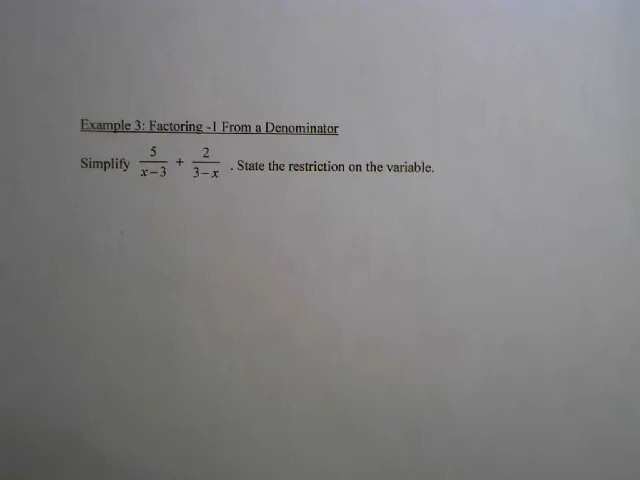 Example 3: Factoring -1 From a Denominator
Simplify 5/(x−3) + 2/(3−x) . State the restriction on the variable.